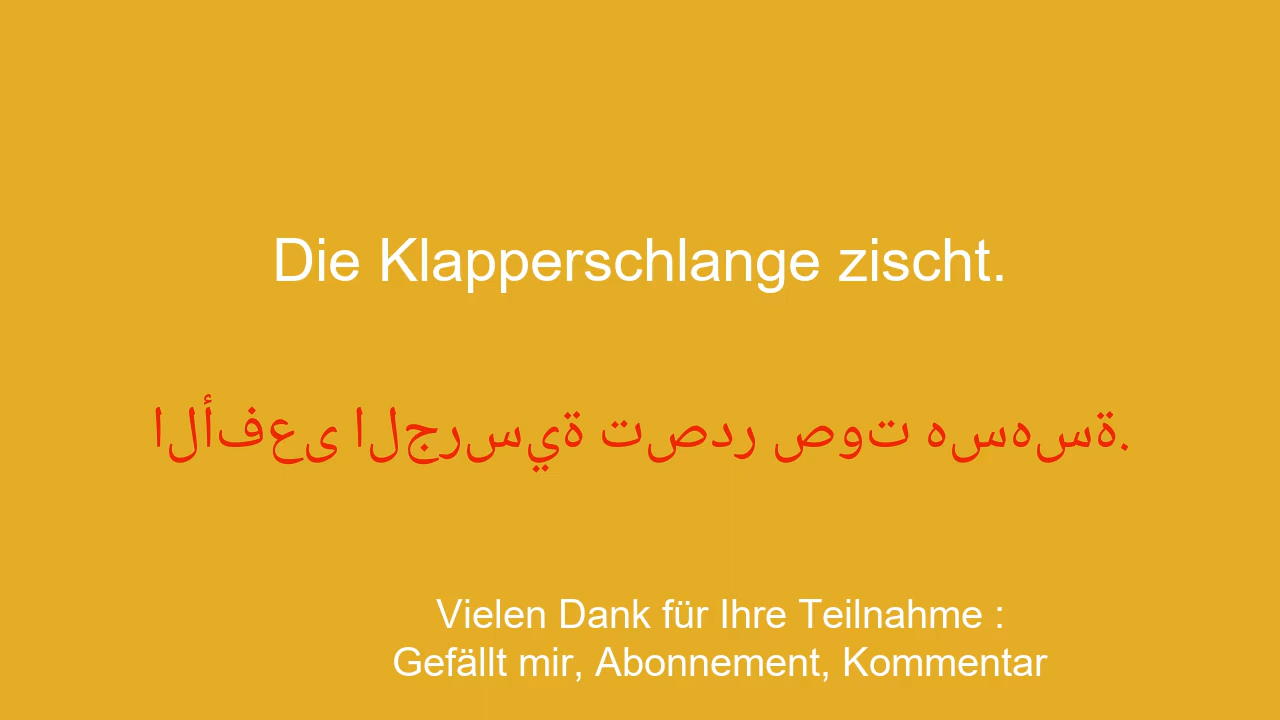 Die Klapperschlange zischt.
الأفعى الجرسية تصدر صوت هسهسة.
Vielen Dank für Ihre Teilnahme :
Gefällt mir, Abonnement, Kommentar